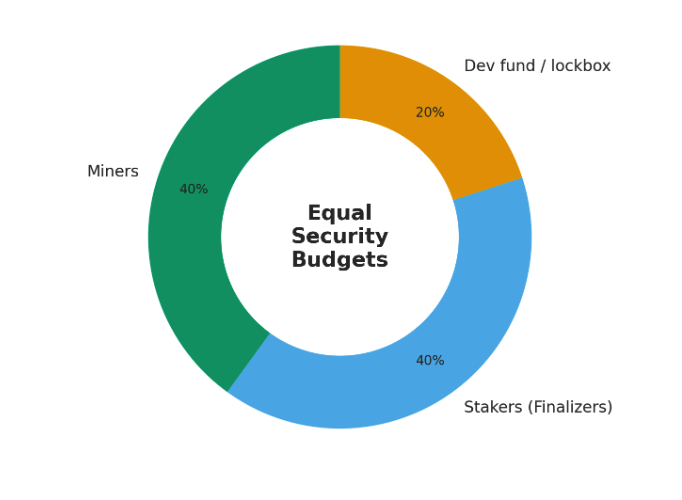 Dev fund / lockbox
20%
Miners
40%
Equal
Security
Budgets
40%
Stakers (Finalizers)